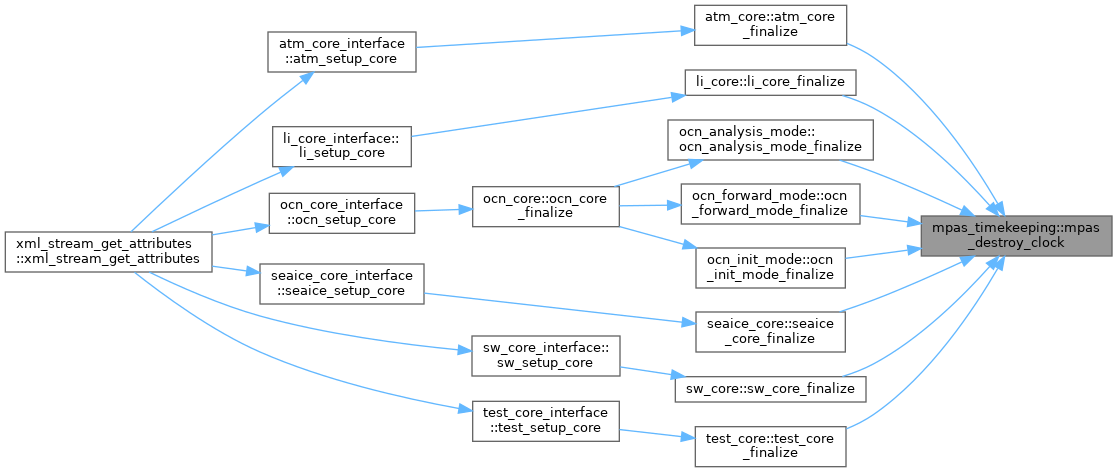 atm_core::atm_core
_finalize
atm_core_interface
::atm_setup_core
li_core::li_core_finalize
ocn_analysis_mode::
ocn_analysis_mode_finalize
li_core_interface::
li_setup_core
ocn_core_interface
::ocn_setup_core
ocn_core::ocn_core
_finalize
ocn_forward_mode::ocn
_forward_mode_finalize
mpas_timekeeping::mpas
_destroy_clock
xml_stream_get_attributes
::xml_stream_get_attributes
ocn_init_mode::ocn
_init_mode_finalize
seaice_core_interface
::seaice_setup_core
seaice_core::seaice
_core_finalize
sw_core_interface::
sw_setup_core
sw_core::sw_core_finalize
test_core_interface
::test_setup_core
test_core::test_core
_finalize